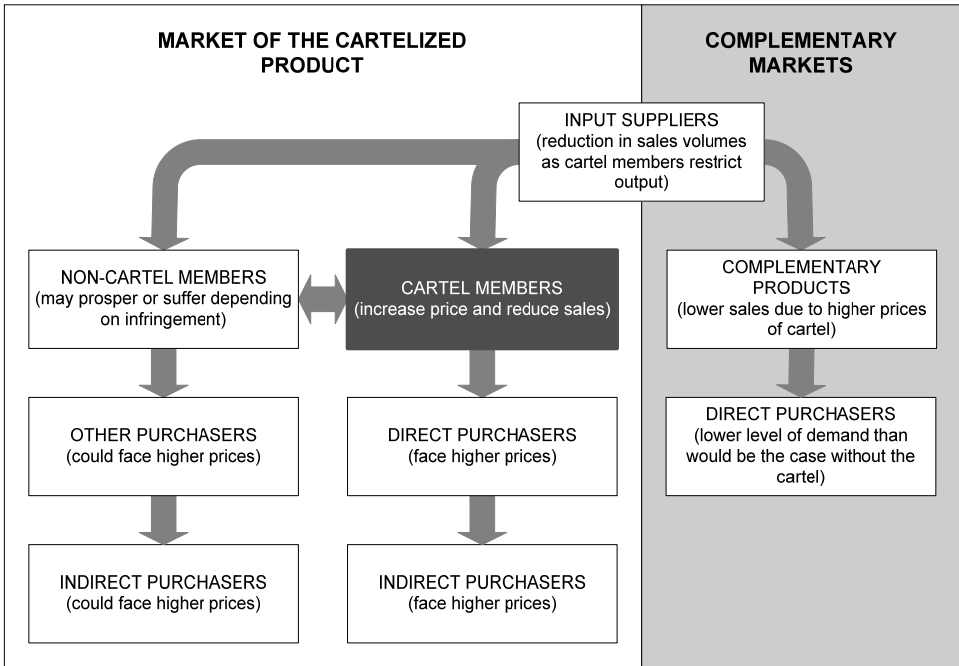 MARKET OF THE CARTELIZED
PRODUCT
COMPLEMENTARY
MARKETS
INPUT SUPPLIERS
(reduction in sales volumes
as cartel members restrict
output)
NON-CARTEL MEMBERS
(may prosper or suffer depending
on infringement)
CARTEL MEMBERS
(increase price and reduce sales)
COMPLEMENTARY
PRODUCTS
(lower sales due to higher prices
of cartel)
OTHER PURCHASERS
(could face higher prices)
DIRECT PURCHASERS
(face higher prices)
DIRECT PURCHASERS
(lower level of demand than
would be the case without the
cartel)
INDIRECT PURCHASERS
(could face higher prices)
INDIRECT PURCHASERS
(face higher prices)